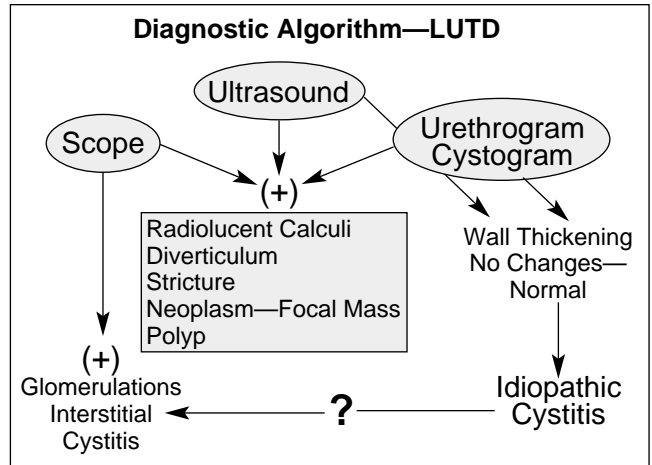 Diagnostic Algorithm—LUTD
Ultrasound
Scope
Urethrogram
Cystogram
(+)
Radiolucent Calculi
Diverticulum
Stricture
Neoplasm—Focal Mass
Polyp
Wall Thickening
No Changes—
Normal
(+)
Glomerulations
Interstitial
Cystitis
?
Idiopathic
Cystitis